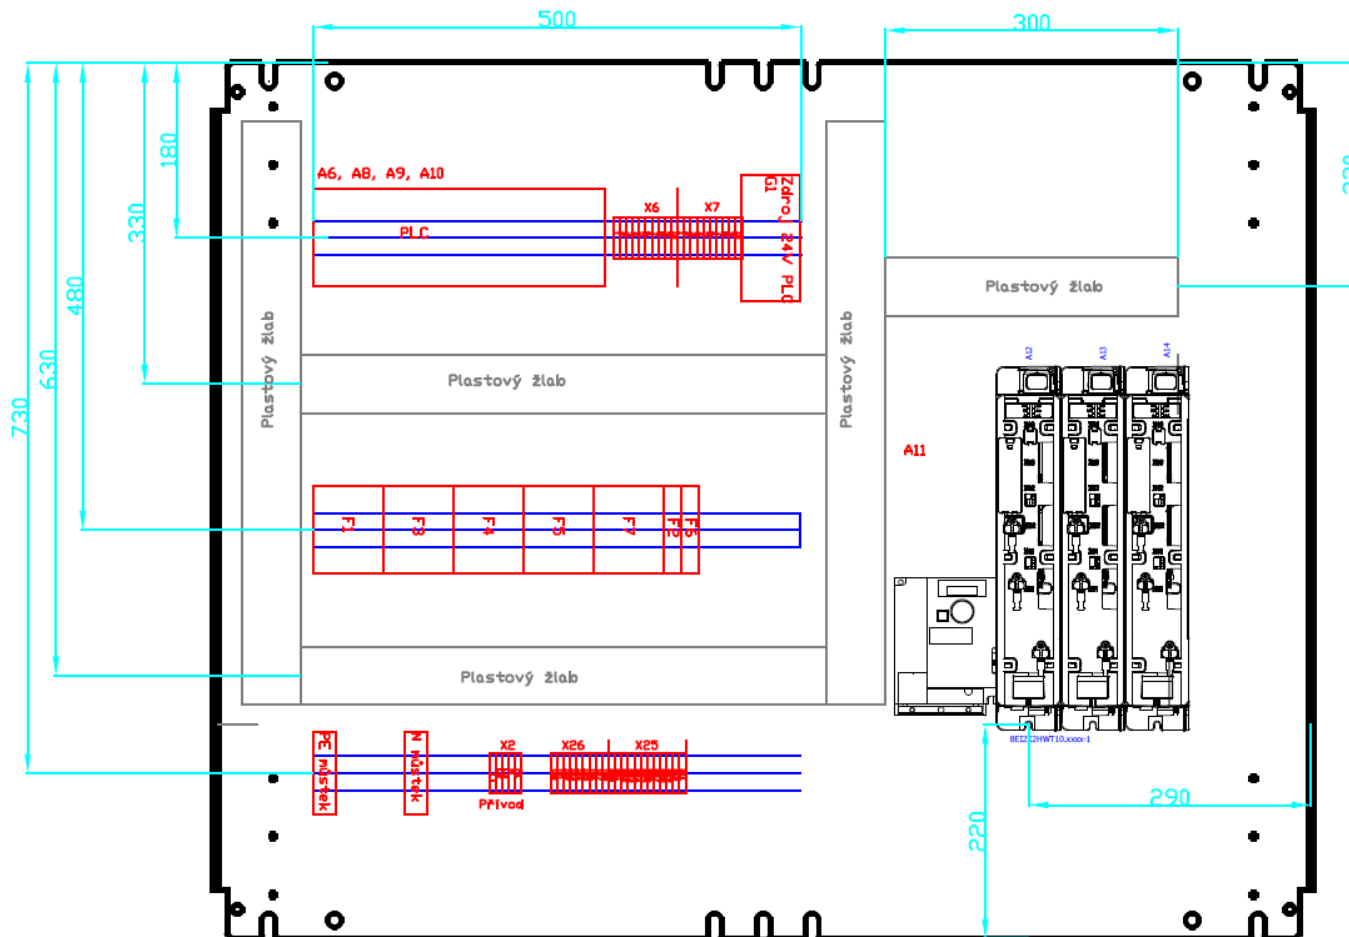 500
300
180
330
480
630
730
A6, A8, A9, A10
PLC
X6
X7
Zdroj 24V PLC
G1
Plastový žlab
Plastový žlab
Plastový žlab
Plastový žlab
A12
A13
A14
A11
F1
F3
F4
F5
F7
F2
F6
Plastový žlab
PE můstek
N můstek
X2
X26
X25
Přívod
290
220